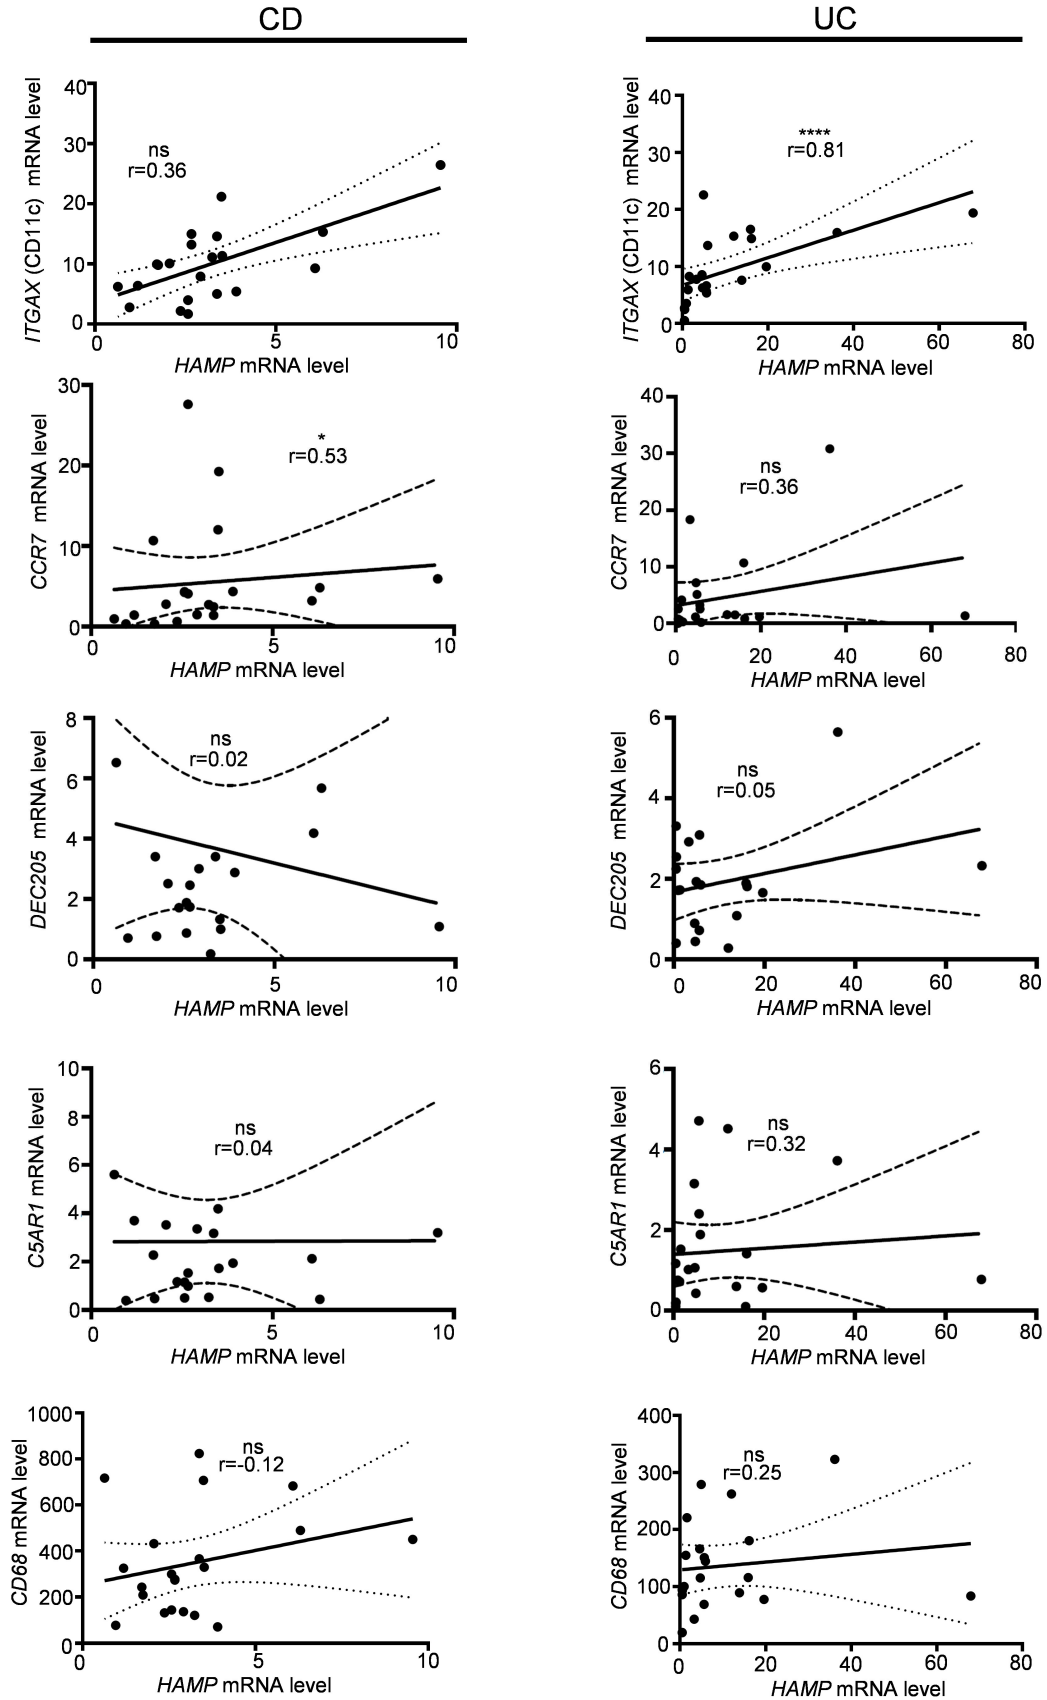 CD
UC
ITGAX (CD11c) mRNA level
40
30
20
10
0
ns
r=0.36
0 5 10
HAMP mRNA level
ITGAX (CD11c) mRNA level
40
30
20
10
0
****
r=0.81
0 20 40 60 80
HAMP mRNA level
CCR7 mRNA level
30
20
10
0
*
r=0.53
0 5 10
HAMP mRNA level
CCR7 mRNA level
40
30
20
10
0
ns
r=0.36
0 20 40 60 80
HAMP mRNA level
DEC205 mRNA level
8
6
4
2
0
ns
r=0.02
0 5 10
HAMP mRNA level
DEC205 mRNA level
6
4
2
0
ns
r=0.05
0 20 40 60 80
HAMP mRNA level
C5AR1 mRNA level
10
8
6
4
2
0
ns
r=0.04
0 5 10
HAMP mRNA level
C5AR1 mRNA level
6
4
2
0
ns
r=0.32
0 20 40 60 80
HAMP mRNA level
CD68 mRNA level
1000
800
600
400
200
0
ns
r=-0.12
0 5 10
HAMP mRNA level
CD68 mRNA level
400
300
200
100
0
ns
r=0.25
0 20 40 60 80
HAMP mRNA level